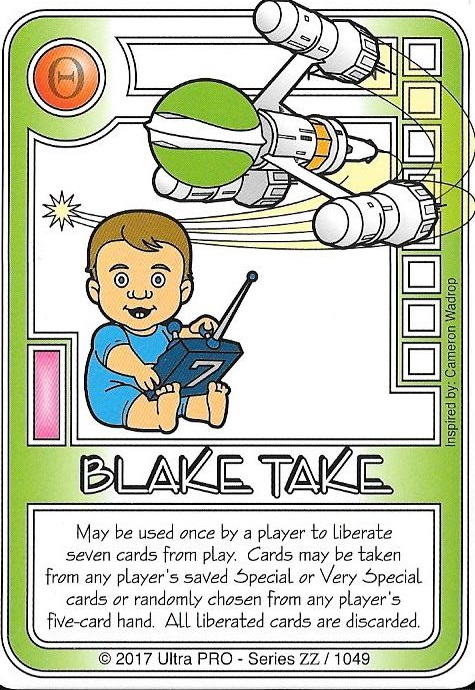 Θ
7
Inspired by: Cameron Wadrop
BLAKE TAKE
May be used once by a player to liberate
seven cards from play. Cards may be taken
from any player's saved Special or Very Special
cards or randomly chosen from any player's
five-card hand. All liberated cards are discarded.
© 2017 Ultra PRO - Series ZZ / 1049